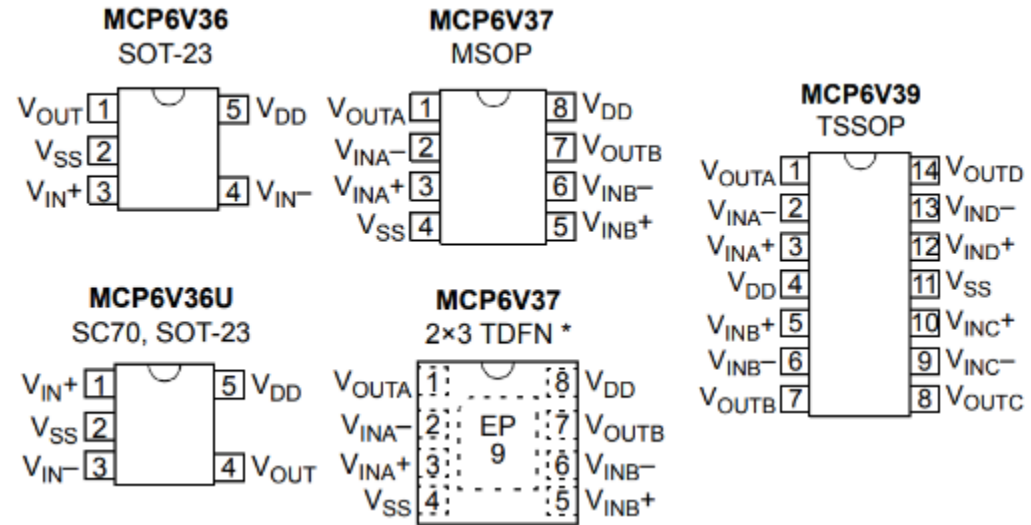 MCP6V36
SOT-23
VOUT 1 5 VDD
VSS 2
VIN+ 3 4 VIN–
MCP6V37
MSOP
VOUTA 1 8 VDD
VINA– 2 7 VOUTB
VINA+ 3 6 VINB–
VSS 4 5 VINB+
MCP6V39
TSSOP
VOUTA 1 14 VOUTD
VINA– 2 13 VIND–
VINA+ 3 12 VIND+
VDD 4 11 VSS
VINB+ 5 10 VINC+
VINB– 6 9 VINC–
VOUTB 7 8 VOUTC
MCP6V36U
SC70, SOT-23
VIN+ 1 5 VDD
VSS 2
VIN– 3 4 VOUT
MCP6V37
2×3 TDFN *
VOUTA 1 8 VDD
VINA– 2 EP 7 VOUTB
VINA+ 3 9 6 VINB–
VSS 4 5 VINB+